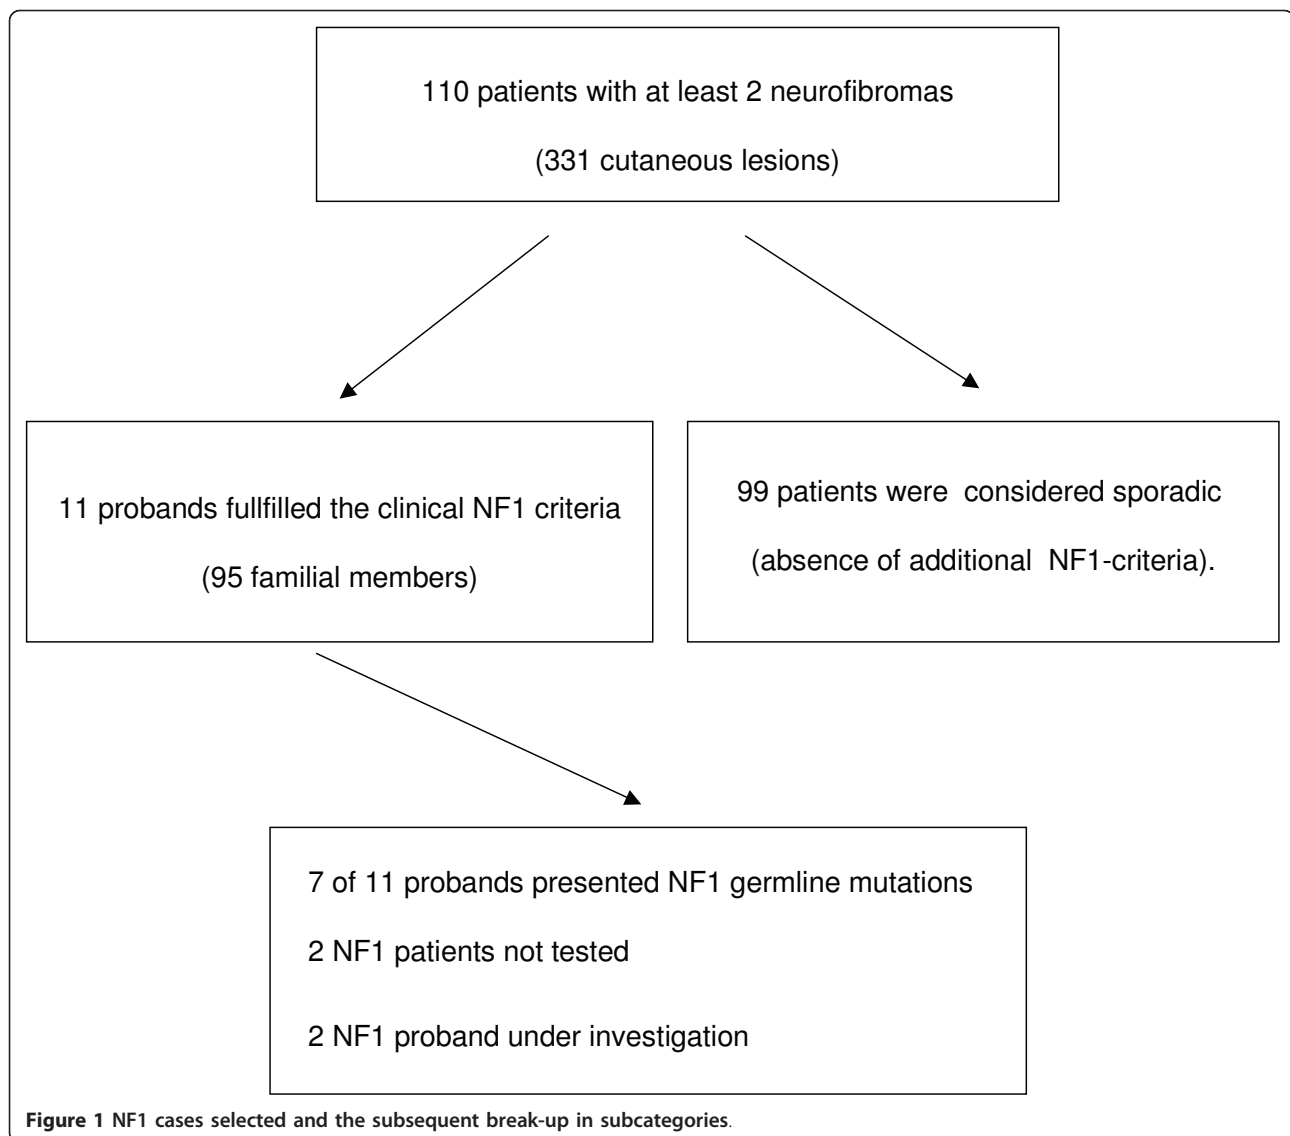 110 patients with at least 2 neurofibromas
(331 cutaneous lesions)
11 probands fullfilled the clinical NF1 criteria
(95 familial members)
99 patients were considered sporadic
(absence of additional NF1-criteria).
7 of 11 probands presented NF1 germline mutations
2 NF1 patients not tested
2 NF1 proband under investigation
Figure 1 NF1 cases selected and the subsequent break-up in subcategories.